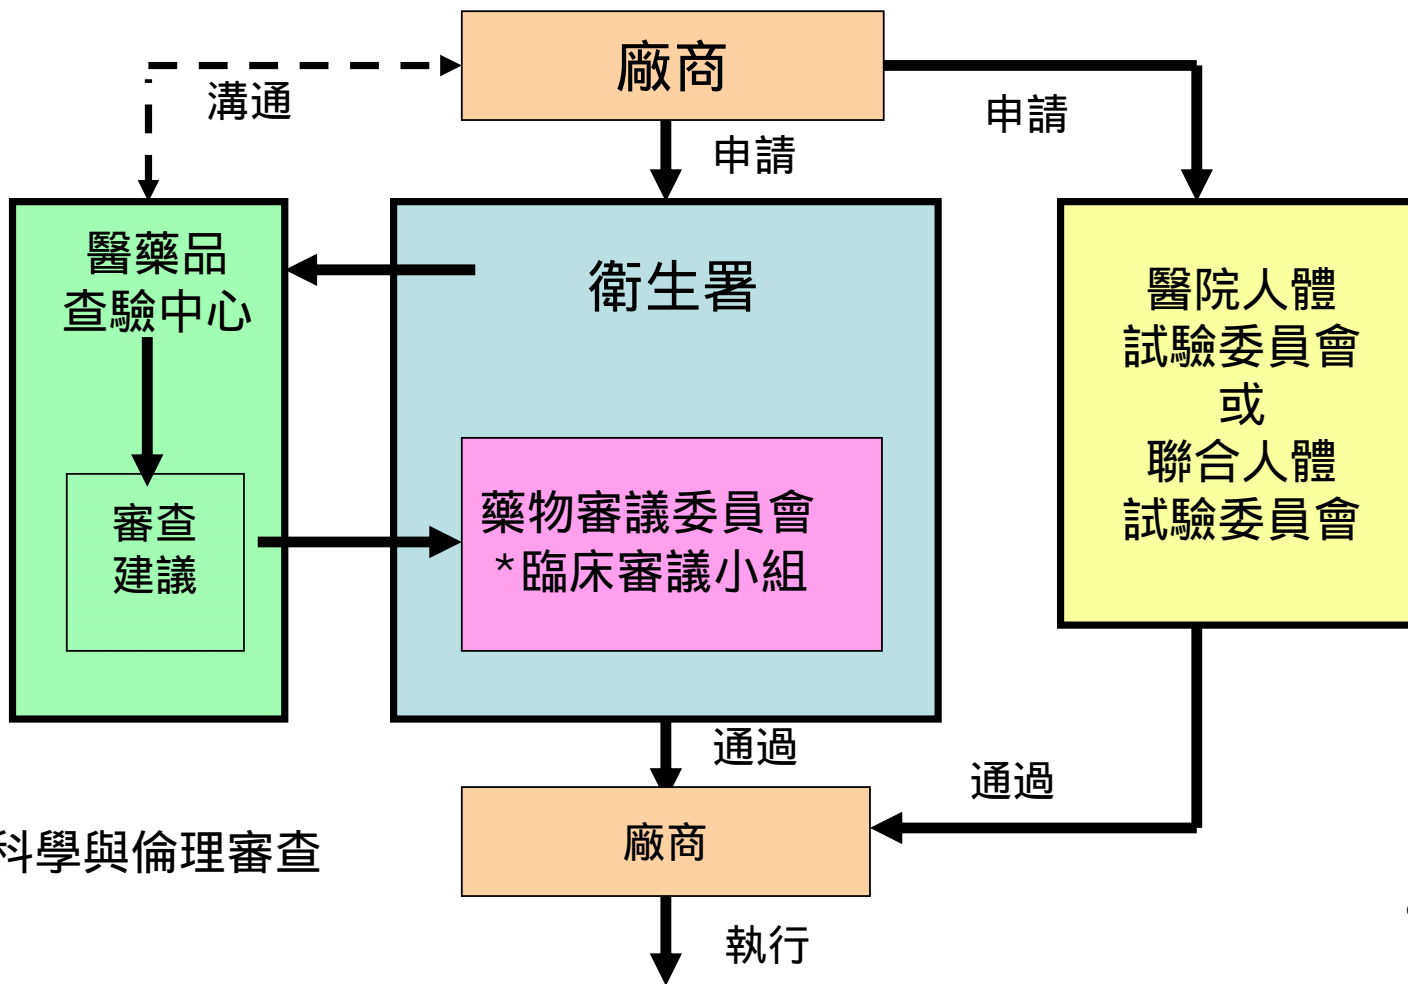 廠商
溝通
申請
申請
醫藥品
查驗中心
衛生署
醫院人體
試驗委員會
或
聯合人體
試驗委員會
審查
建議
藥物審議委員會
*臨床審議小組
通過
通過
科學與倫理審查
廠商
執行